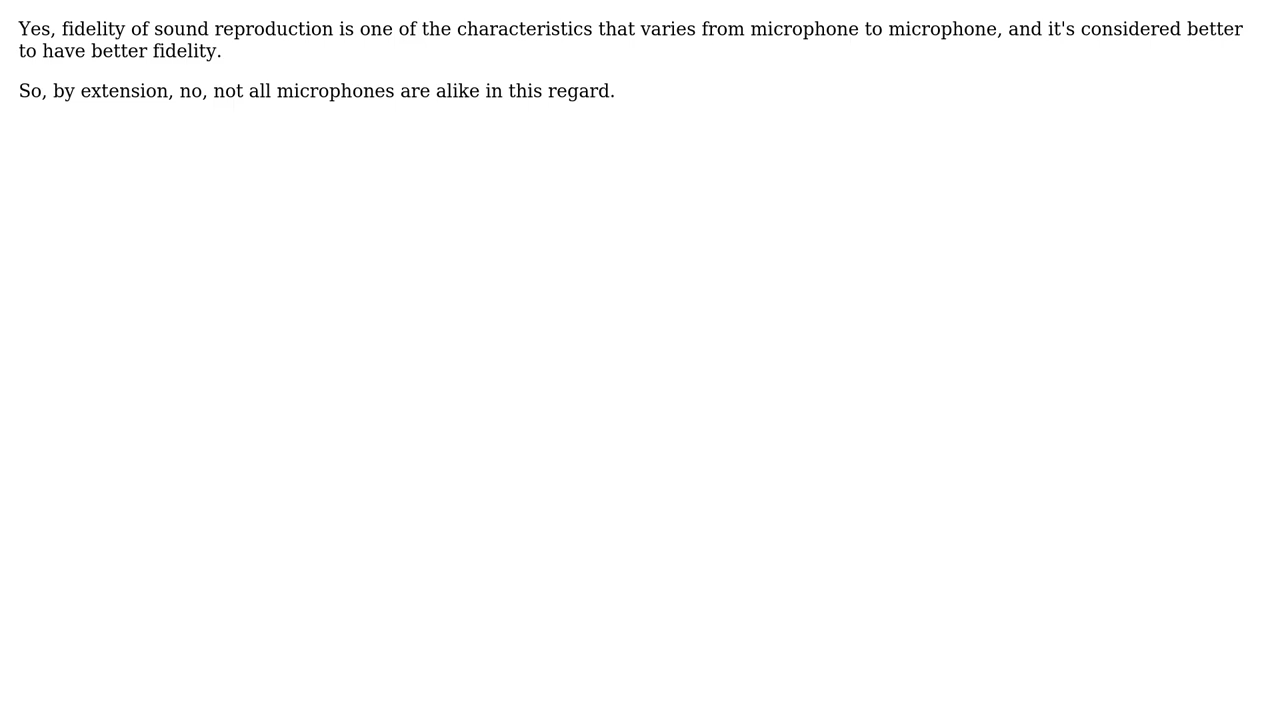 Yes, fidelity of sound reproduction is one of the characteristics that varies from microphone to microphone, and it's considered better
to have better fidelity.
So, by extension, no, not all microphones are alike in this regard.